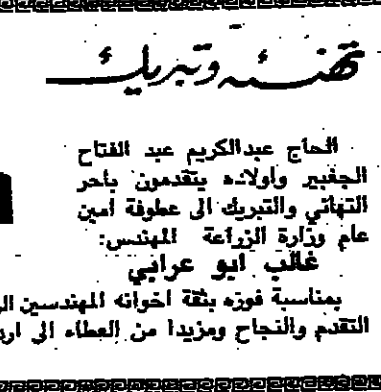 تهنئه وتبريك
الحاج عبدالكريم عبد الفتاح
الجغبير واولاده يتقدمون بأحر
التهاني والتبريك الى عطوفة امين
عام وزارة الزراعة المهندس:
غالب ابو عرابي
بمناسبة فوزه بثقة اخوانه المهندسين
التقدم والنجاح ومزيدا من العطاء الى